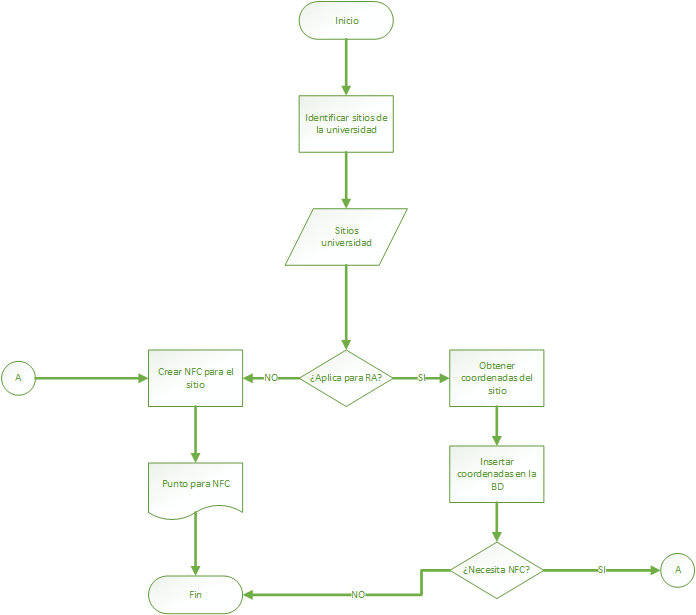 Inicio
Identificar sitios de
la universidad
Sitios
universidad
A
Crear NFC para el
sitio
NO
¿Aplica para RA?
SI
Obtener
coordenadas del
sitio
Punto para NFC
Insertar
coordenadas en la
BD
¿Necesita NFC?
SI
A
NO
Fin